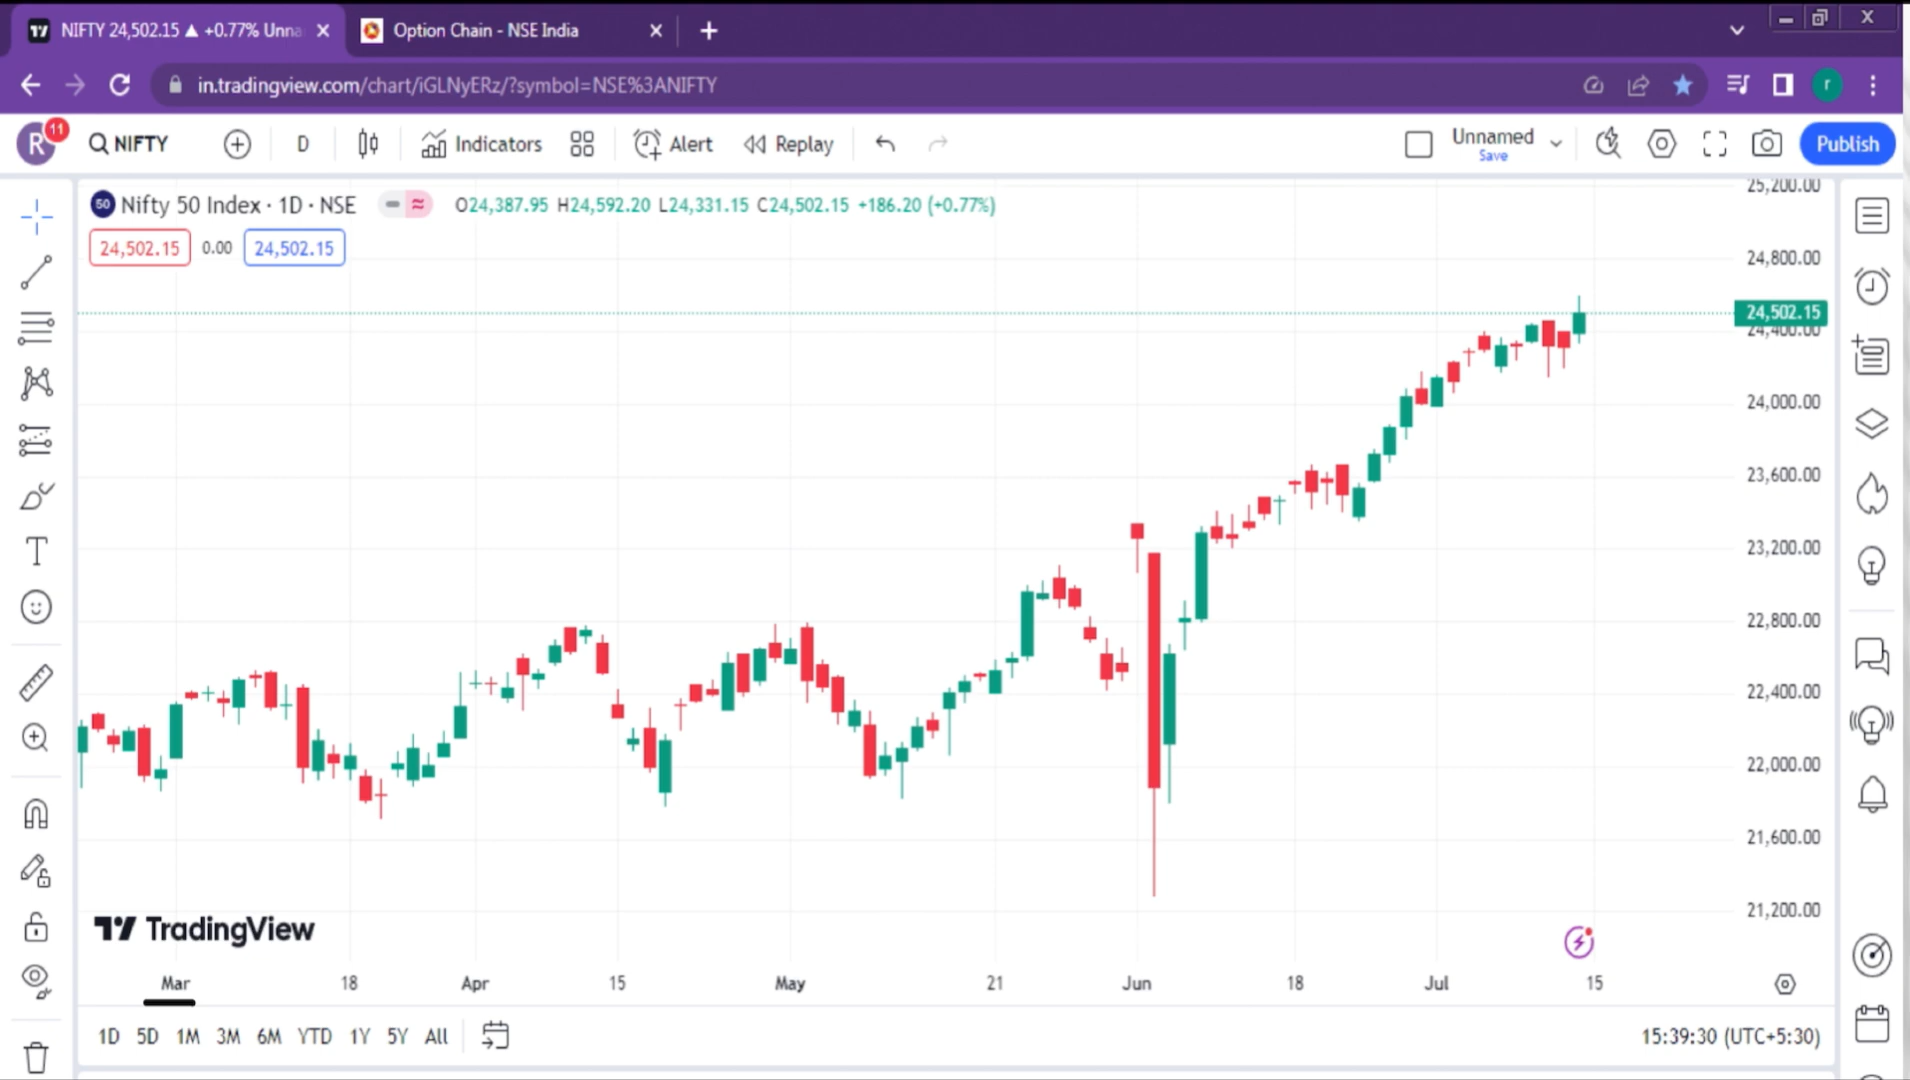 NIFTY 24,502.15 ▲ +0.77% Unna
Option Chain - NSE India
in.tradingview.com/chart/iGLNyERz/?symbol=NSE%3ANIFTY
r
R
11
NIFTY
D
Indicators
Alert
Replay
Unnamed
Save
Publish
50
Nifty 50 Index · 1D · NSE
O24,387.95 H24,592.20 L24,331.15 C24,502.15 +186.20 (+0.77%)
24,502.15
0.00
24,502.15
25,200.00
24,800.00
24,502.15
24,400.00
24,000.00
23,600.00
23,200.00
22,800.00
22,400.00
22,000.00
21,600.00
21,200.00
TradingView
Mar
18
Apr
15
May
21
Jun
18
Jul
15
1D
5D
1M
3M
6M
YTD
1Y
5Y
All
15:39:30 (UTC+5:30)